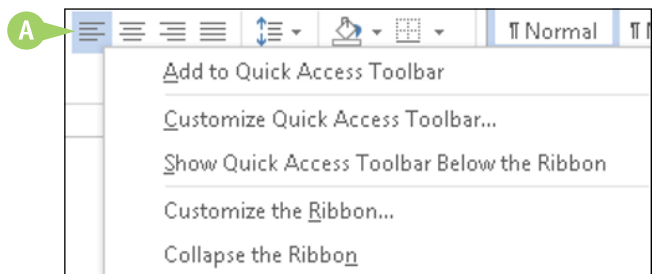 A
¶ Normal ¶
Add to Quick Access Toolbar
Customize Quick Access Toolbar...
Show Quick Access Toolbar Below the Ribbon
Customize the Ribbon...
Collapse the Ribbon